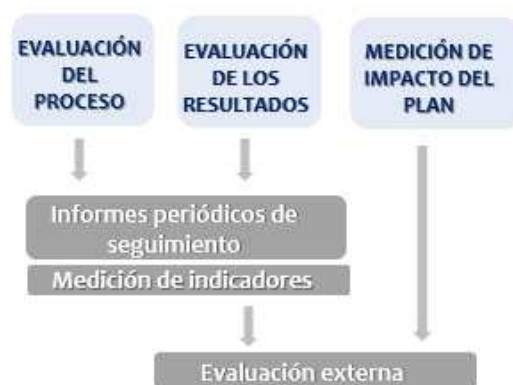 EVALUACIÓN
DEL
PROCESO
EVALUACIÓN
DE LOS
RESULTADOS
MEDICIÓN DE
IMPACTO DEL
PLAN
Informes periódicos de
seguimiento
Medición de indicadores
Evaluación externa